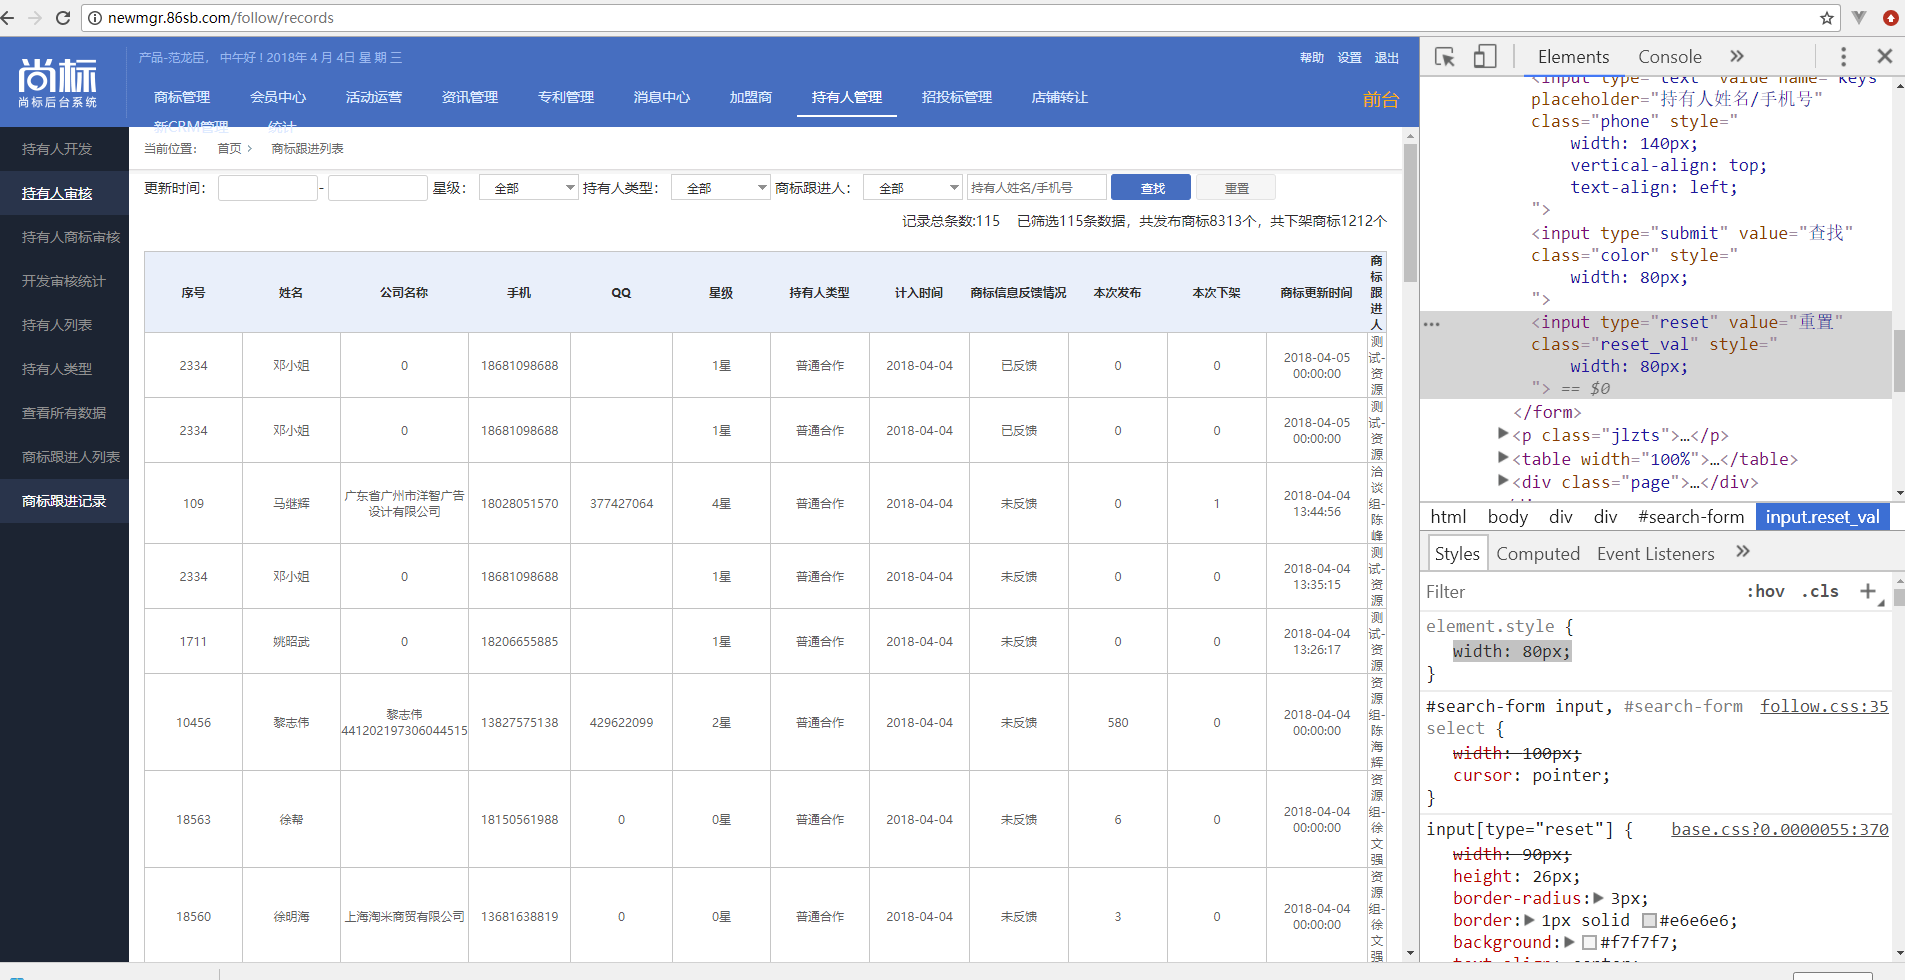 newmgr.86sb.com/follow/records
尚标
尚标后台系统
产品-范龙臣， 中午好！2018年 4 月 4日 星 期 三
帮助 设置 退出
商标管理 会员中心 活动运营 资讯管理 专利管理 消息中心 加盟商 持有人管理 招投标管理 店铺转让 前台
新CRM管理 统计
持有人开发
持有人审核
持有人商标审核
开发审核统计
持有人列表
持有人类型
查看所有数据
商标跟进人列表
商标跟进记录
当前位置： 首页 > 商标跟进列表
更新时间： - 星级： 全部 持有人类型： 全部 商标跟进人： 全部 持有人姓名/手机号 查找 重置
记录总条数:115 已筛选115条数据，共发布商标8313个，共下架商标1212个
序号 姓名 公司名称 手机 QQ 星级 持有人类型 计入时间 商标信息反馈情况 本次发布 本次下架 商标更新时间 商标跟进人
2334 邓小姐 0 18681098688 1星 普通合作 2018-04-04 已反馈 0 0 2018-04-05 00:00:00 测试-资源
2334 邓小姐 0 18681098688 1星 普通合作 2018-04-04 已反馈 0 0 2018-04-05 00:00:00 测试-资源
109 马继辉 广东省广州市洋智广告设计有限公司 18028051570 377427064 4星 普通合作 2018-04-04 未反馈 0 1 2018-04-04 13:44:56 洽谈组-陈峰
2334 邓小姐 0 18681098688 1星 普通合作 2018-04-04 未反馈 0 0 2018-04-04 13:35:15 测试-资源
1711 姚昭武 0 18206655885 1星 普通合作 2018-04-04 未反馈 0 0 2018-04-04 13:26:17 测试-资源
10456 黎志伟 黎志伟441202197306044515 13827575138 429622099 2星 普通合作 2018-04-04 未反馈 580 0 2018-04-04 00:00:00 资源组-陈海辉
18563 徐帮 18150561988 0 0星 普通合作 2018-04-04 未反馈 6 0 2018-04-04 00:00:00 资源组-徐文强
18560 徐明海 上海淘米商贸有限公司 13681638819 0 0星 普通合作 2018-04-04 未反馈 3 0 2018-04-04 00:00:00 资源组-徐文强
Elements Console »
<input type="text" value name="keys"
placeholder="持有人姓名/手机号"
class="phone" style="
width: 140px;
vertical-align: top;
text-align: left;
">
<input type="submit" value="查找"
class="color" style="
width: 80px;
">
<input type="reset" value="重置"
class="reset_val" style="
width: 80px;
"> == $0
</form>
<p class="jlzts">…</p>
<table width="100%">…</table>
<div class="page">…</div>
html body div div #search-form input.reset_val
Styles Computed Event Listeners »
Filter :hov .cls +
element.style {
width: 80px;
}
#search-form input, #search-form follow.css:35
select {
width: 100px;
cursor: pointer;
}
input[type="reset"] { base.css?0.0000055:370
width: 90px;
height: 26px;
border-radius: 3px;
border: 1px solid #e6e6e6;
background: #f7f7f7;
text-align: center;